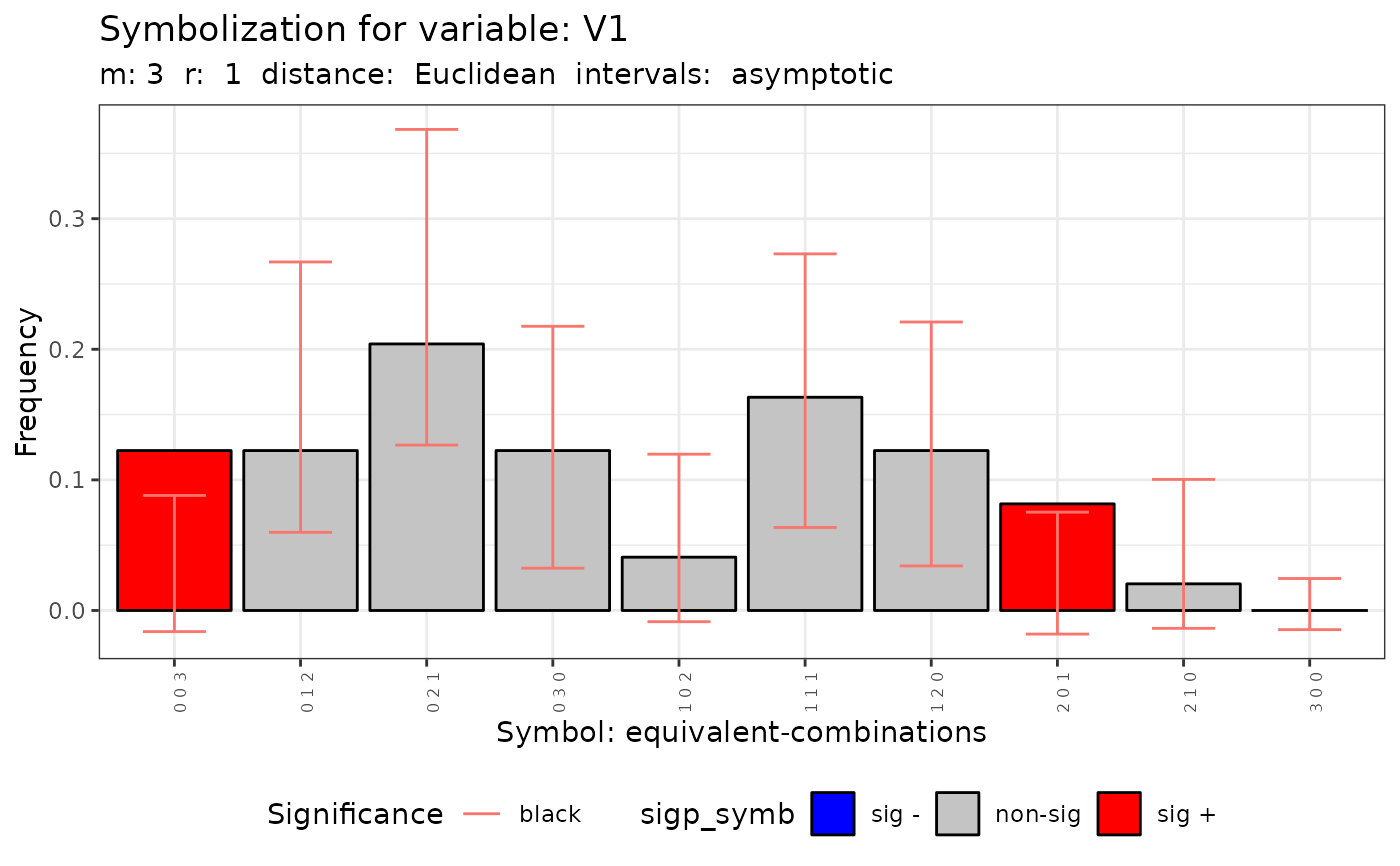 Symbolization for variable: V1
m: 3 r: 1 distance: Euclidean intervals: asymptotic
Frequency
0.3
0.2
0.1
0.0
0 0 3
0 1 2
0 2 1
0 3 0
1 0 2
1 1 1
1 2 0
2 0 1
2 1 0
3 0 0
Symbol: equivalent-combinations
Significance black sigp_symb sig - non-sig sig +